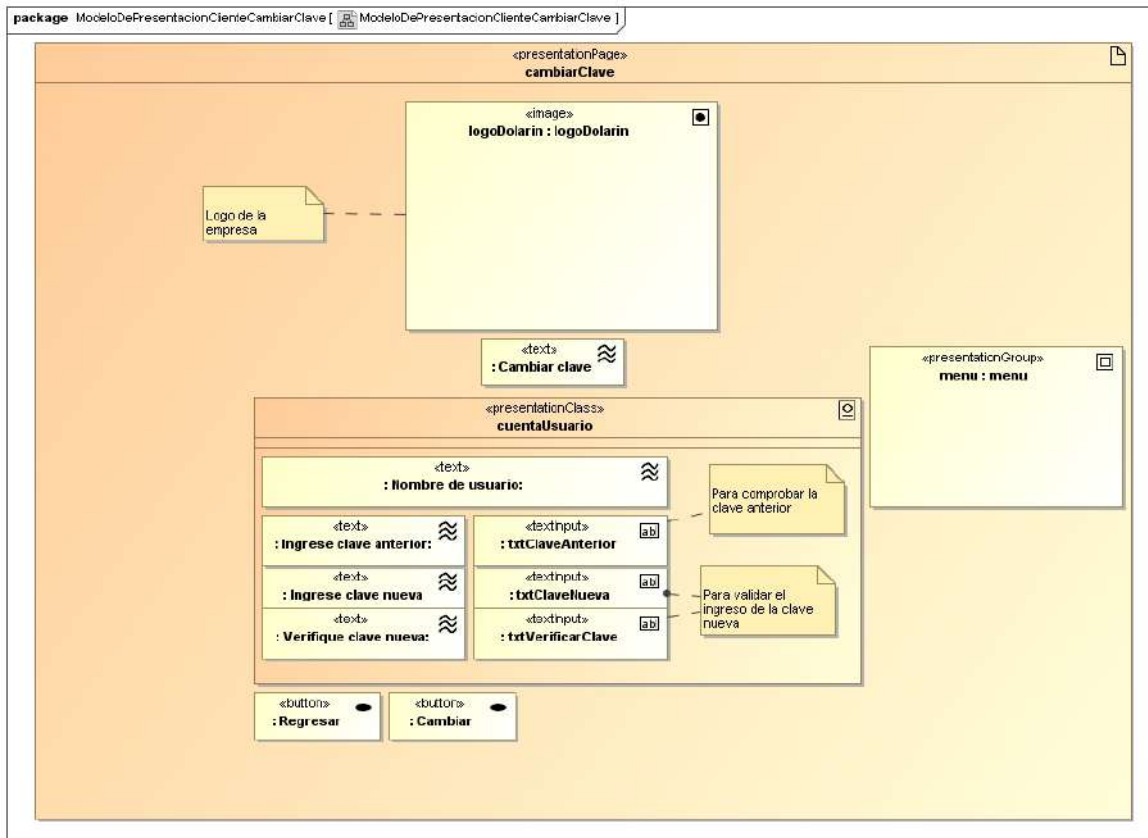 package ModeloDePresentacionClienteCambiarClave [ ModeloDePresentacionClienteCambiarClave ]
«presentationPage»
cambiarClave
«image»
logoDolarin : logoDolarin
Logo de la
empresa
«text»
: Cambiar clave
«presentationGroup»
menu : menu
«presentationClass»
cuentaUsuario
«text»
: Nombre de usuario:
Para comprobar la
clave anterior
«text»
: Ingrese clave anterior:
«textInput»
: txtClaveAnterior
«text»
: Ingrese clave nueva
«textInput»
: txtClaveNueva
Para validar el
ingreso de la clave
nueva
«text»
: Verifique clave nueva:
«textInput»
: txtVerificarClave
ab
ab
ab
«button»
: Regresar
«button»
: Cambiar